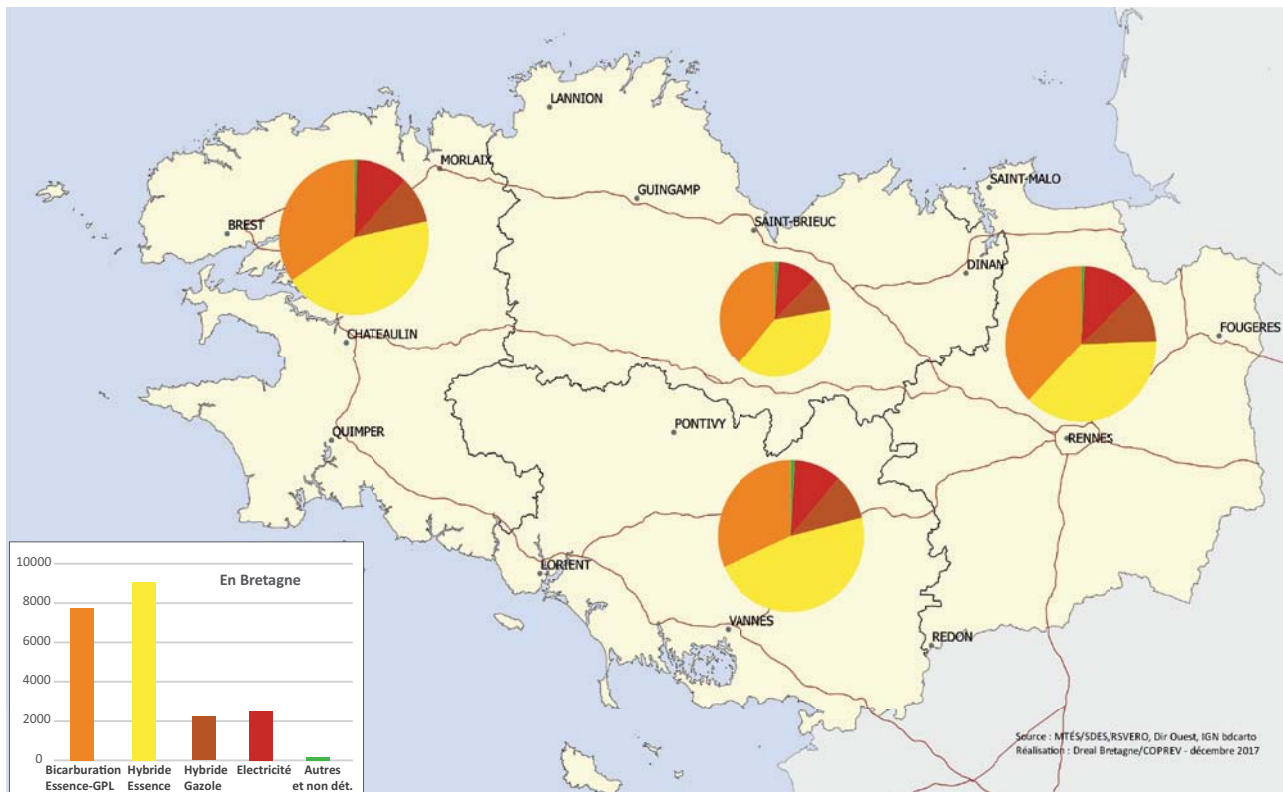 LANNION
MORLAIX
SAINT-MALO
GUINGAMP
BREST
SAINT-BRIEUC
DINAN
FOUGERES
CHATEAULIN
PONTIVY
QUIMPER
RENNES
LORIENT
VANNES
REDON
10000
En Bretagne
8000
6000
4000
2000
0
Bicarburation Hybride Hybride Electricité Autres
Essence-GPL Essence Gazole et non dét.
Source : MTÉS/SDES,RSVERO, Dir Ouest, IGN bdcarto
Réalisation : Dreal Bretagne/COPREV - décembre 2017